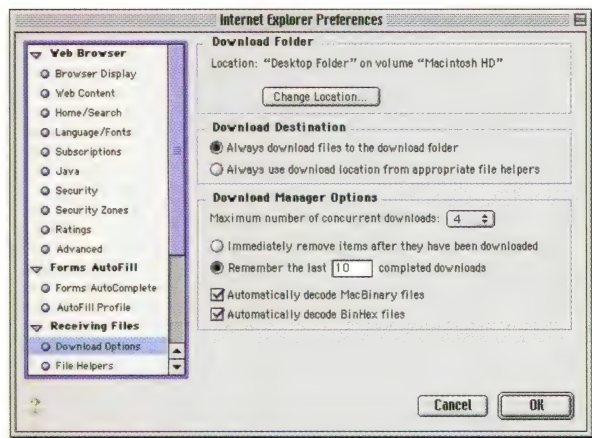 Internet Explorer Preferences
Web Browser
Browser Display
Web Content
Home/Search
Language/Fonts
Subscriptions
Java
Security
Security Zones
Ratings
Advanced
Forms AutoFill
Forms AutoComplete
AutoFill Profile
Receiving Files
Download Options
File Helpers
Download Folder
Location: “Desktop Folder” on volume “Macintosh HD”
Change Location...
Download Destination
Always download files to the download folder
Always use download location from appropriate file helpers
Download Manager Options
Maximum number of concurrent downloads: 4
Immediately remove items after they have been downloaded
Remember the last 10 completed downloads
Automatically decode MacBinary files
Automatically decode BinHex files
?
Cancel
OK